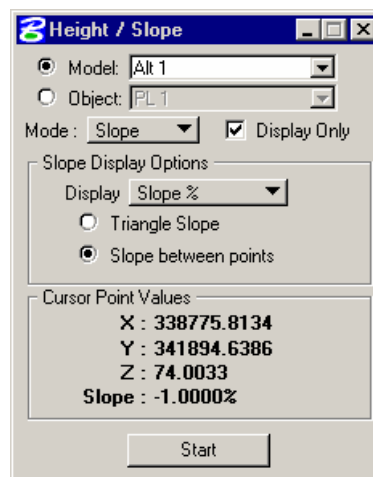 Height / Slope
Model: Alt 1
Object: PL 1
Mode : Slope Display Only
Slope Display Options
Display Slope %
Triangle Slope
Slope between points
Cursor Point Values
X : 338775.8134
Y : 341894.6386
Z : 74.0033
Slope : -1.0000%
Start